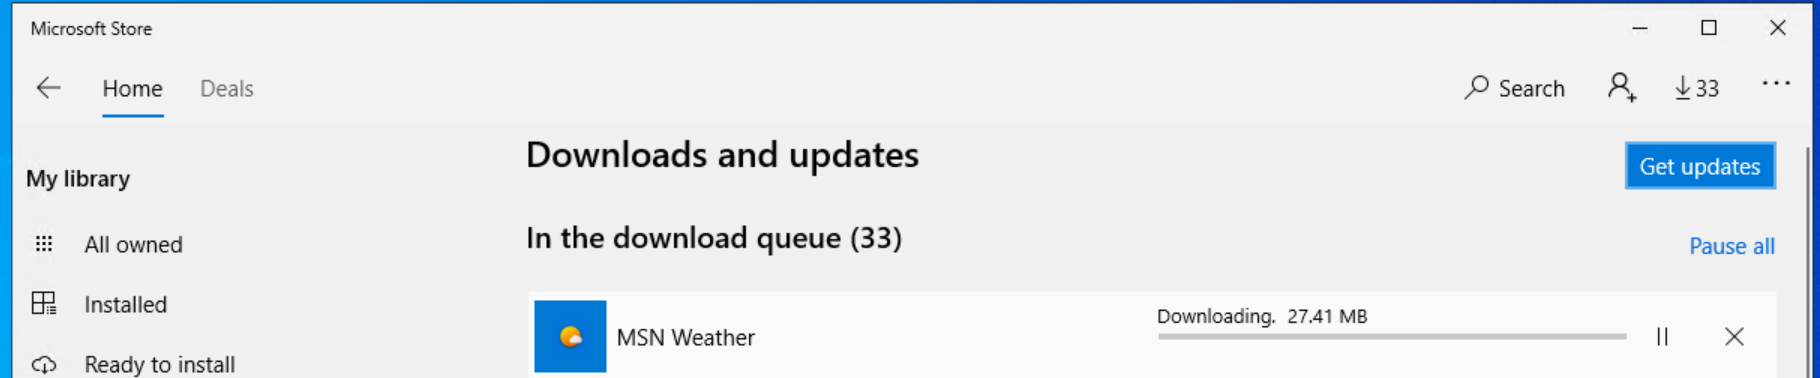 Microsoft Store
Home Deals Search 33
Downloads and updates
Get updates
My library
In the download queue (33)
Pause all
All owned
Installed
MSN Weather
Downloading. 27.41 MB
Ready to install